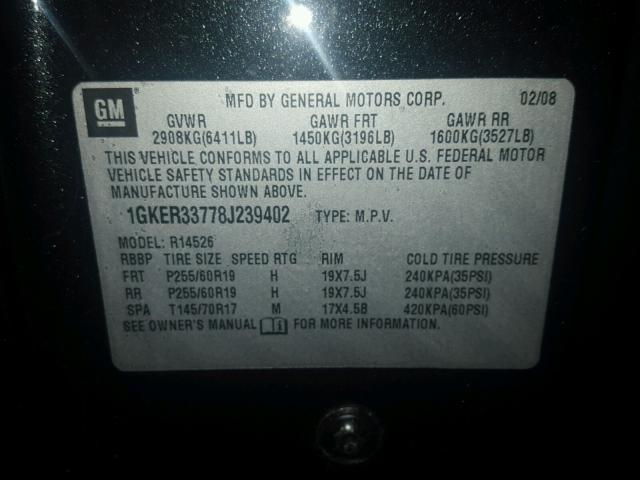 GM MFD BY GENERAL MOTORS CORP. 02/08
GVWR GAWR FRT GAWR RR
2908KG(6411LB) 1450KG(3196LB) 1600KG(3527LB)
THIS VEHICLE CONFORMS TO ALL APPLICABLE U.S. FEDERAL MOTOR
VEHICLE SAFETY STANDARDS IN EFFECT ON THE DATE OF
MANUFACTURE SHOWN ABOVE.
1GKER33778J239402 TYPE: M.P.V.
MODEL: R14526
RBBP TIRE SIZE SPEED RTG RIM COLD TIRE PRESSURE
FRT P255/60R19 H 19X7.5J 240KPA(35PSI)
RR P255/60R19 H 19X7.5J 240KPA(35PSI)
SPA T145/70R17 M 17X4.5B 420KPA(60PSI)
SEE OWNER'S MANUAL FOR MORE INFORMATION.